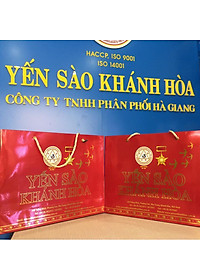 HACCP, ISO 9001
ISO 14001
YẾN SÀO KHÁNH HÒA
CÔNG TY TNHH PHÂN PHỐI HÀ GIANG
YẾN SÀO
KHÁNH HÒA
YẾN SÀO
KHÁNH HÒA